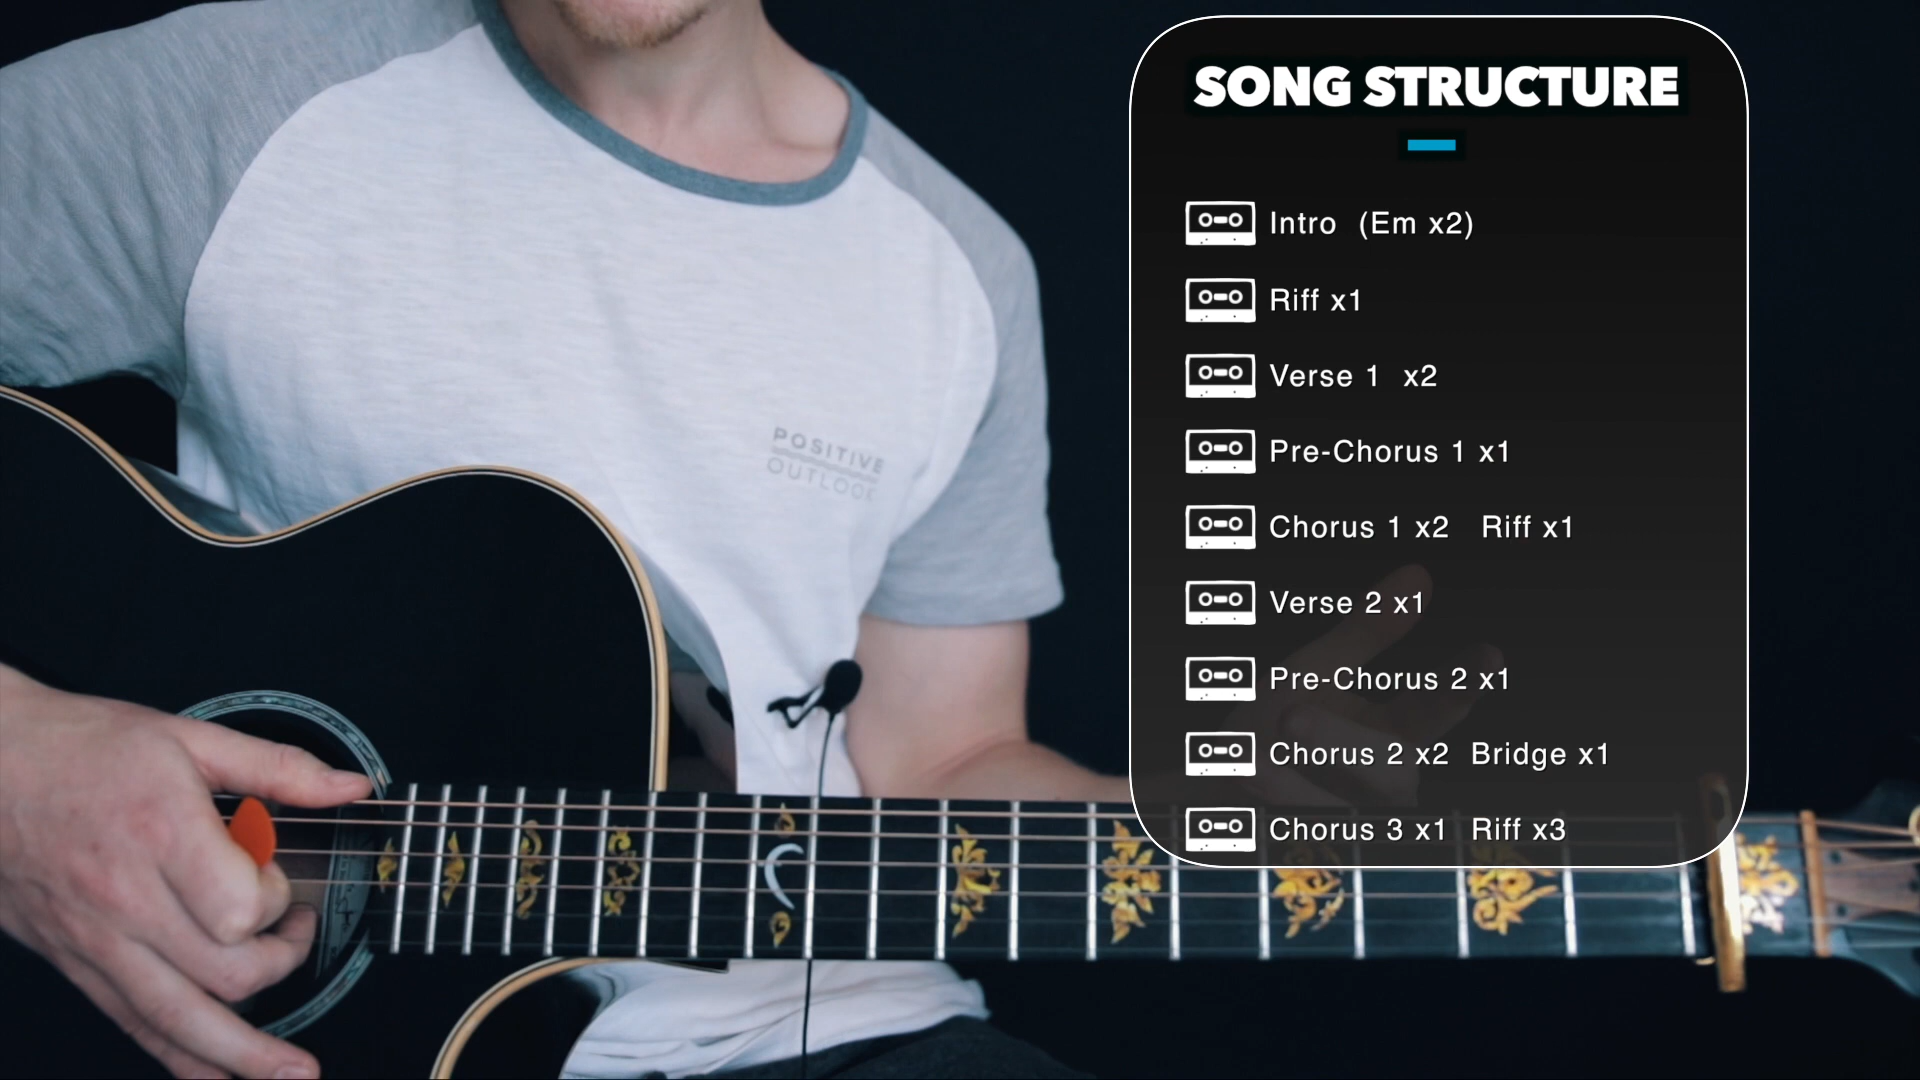 SONG STRUCTURE
Intro (Em x2)
Riff x1
Verse 1 x2
Pre-Chorus 1 x1
Chorus 1 x2 Riff x1
Verse 2 x1
Pre-Chorus 2 x1
Chorus 2 x2 Bridge x1
Chorus 3 x1 Riff x3
POSITIVE
OUTLOOK